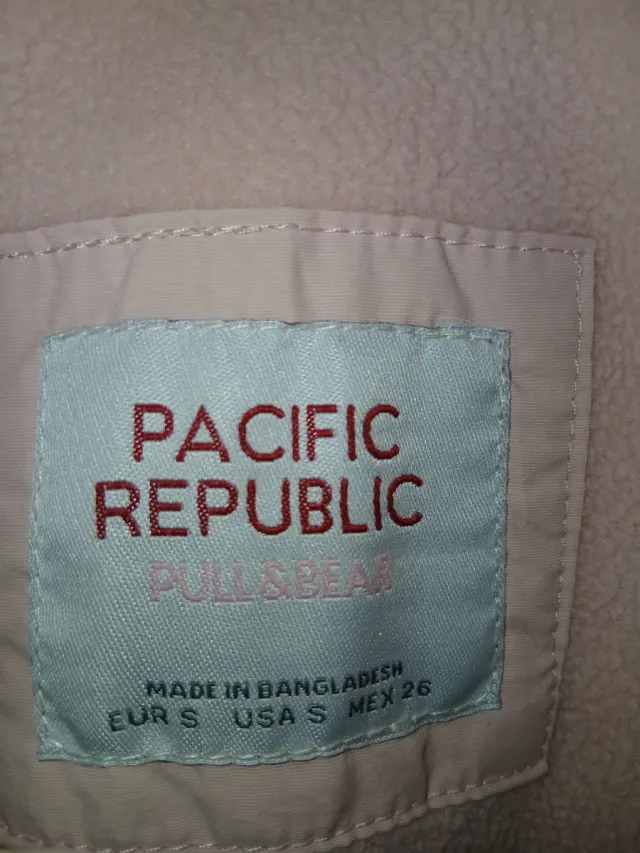 PACIFIC
REPUBLIC
PULL&BEAR
MADE IN BANGLADESH
EUR S USA S MEX 26